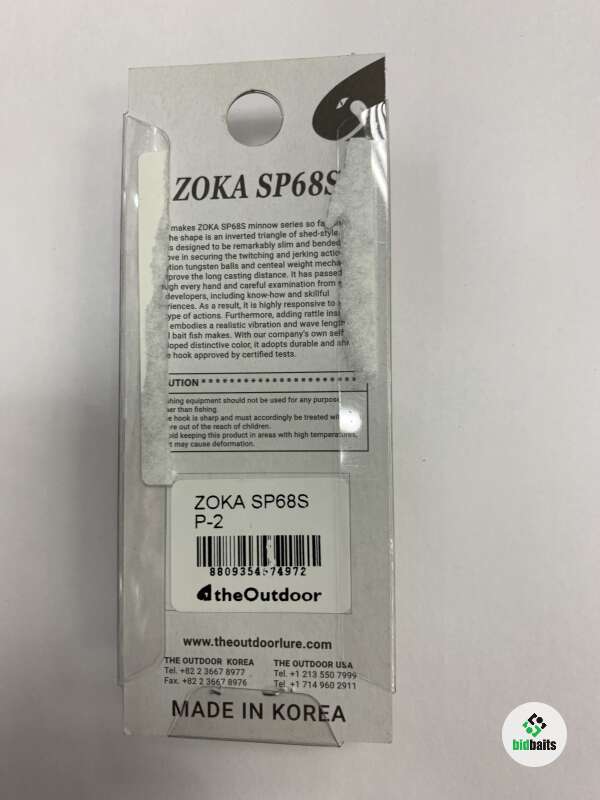 ZOKA SP68S
makes ZOKA SP68S minnow series so
he shape is an inverted triangle of shed-style.
s designed to be remarkably slim and bended
ove in securing the twitching and jerking actio
tion tungsten balls and centeal weight mecha
prove the long casting distance. It has passed
ugh every hand and careful examination from
developers, including know-how and skillful
riences. As a result, it is highly responsive to
ype of actions. Furthermore, adding rattle insi
embodies a realistic vibration and wave length
l bait fish makes. With our company's own self
loped distinctive color, it adopts durable and
e hook approved by certified tests.
UTION ********************
shing equipment should not be used for any purpose
her than fishing.
e hook is sharp and must accordingly be treated wi
re out of the reach of children.
oid keeping this product in areas with high temperatures,
it may cause deformation.
ZOKA SP68S
P-2
8809354574972
theOutdoor
www.theoutdoorlure.com
THE OUTDOOR KOREA
Tel. +82 2 3667 8977
Fax. +82 2 3667 8976
THE OUTDOOR USA
Tel. +1 213 550 7999
Tel. +1 714 960 2911
MADE IN KOREA
bidbaits